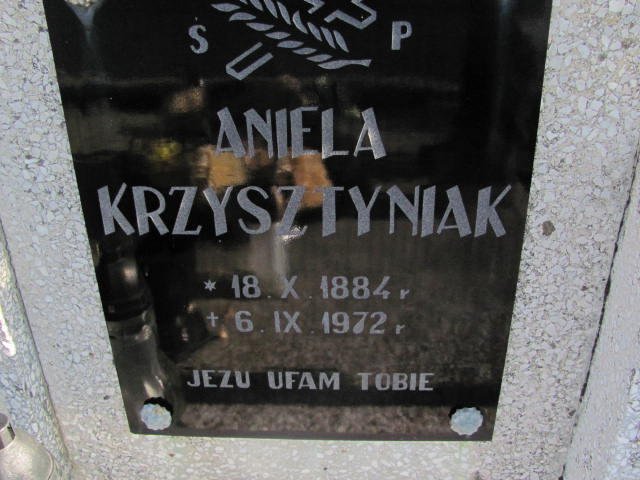 S P
ANIELA
KRZYSZTYNIAK
* 18.X.1884 r
+ 6.IX.1972 r
JEZU UFAM TOBIE